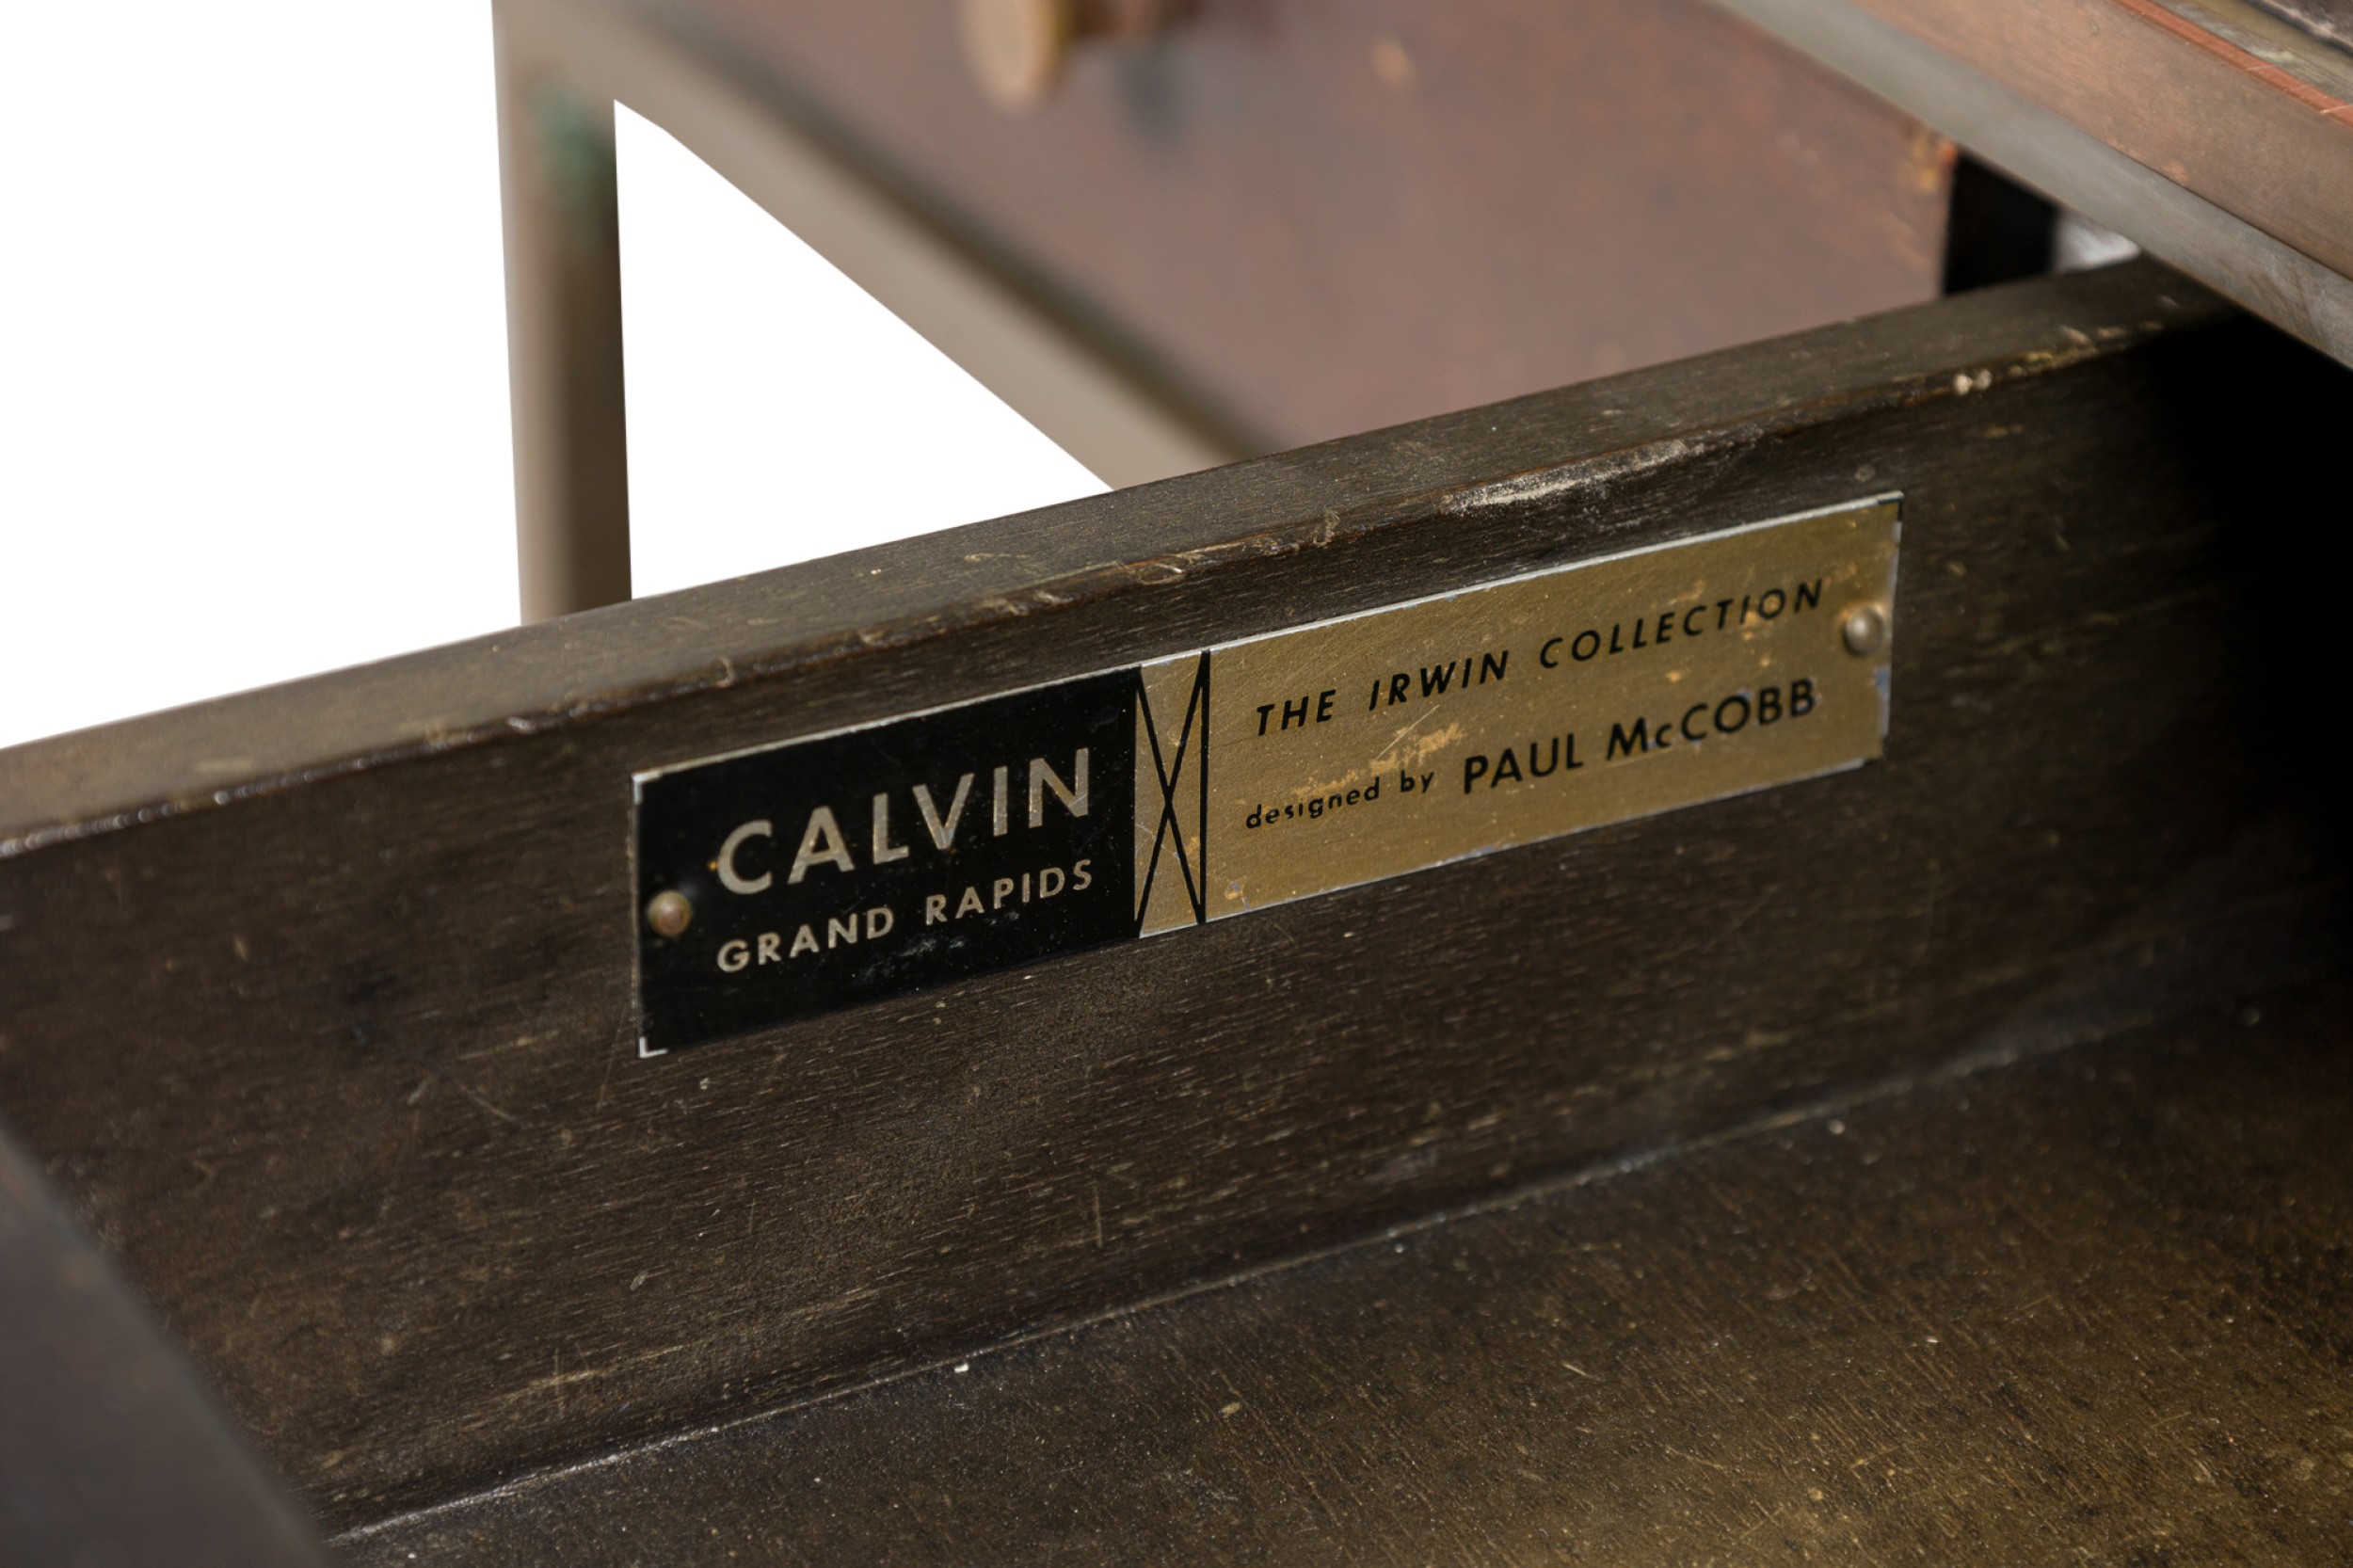 CALVIN
GRAND RAPIDS
THE IRWIN COLLECTION
designed by PAUL McCOBB